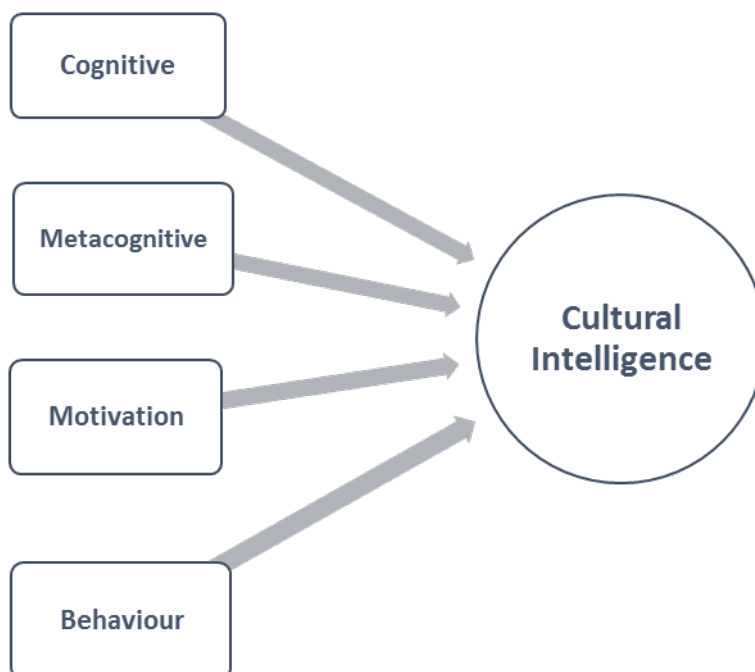 Cognitive
Metacognitive
Motivation
Behaviour
Cultural
Intelligence